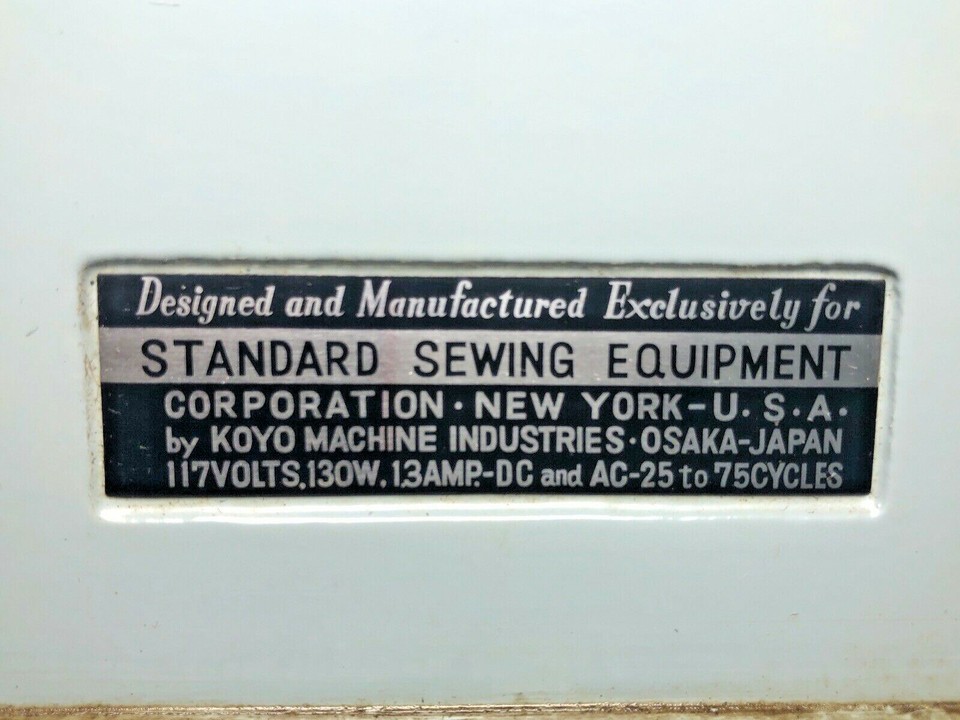 Designed and Manufactured Exclusively for
STANDARD SEWING EQUIPMENT
CORPORATION · NEW YORK-U. S. A.
by KOYO MACHINE INDUSTRIES · OSAKA-JAPAN
117VOLTS. 130W. 1.3AMP.-DC and AC-25 to 75CYCLES